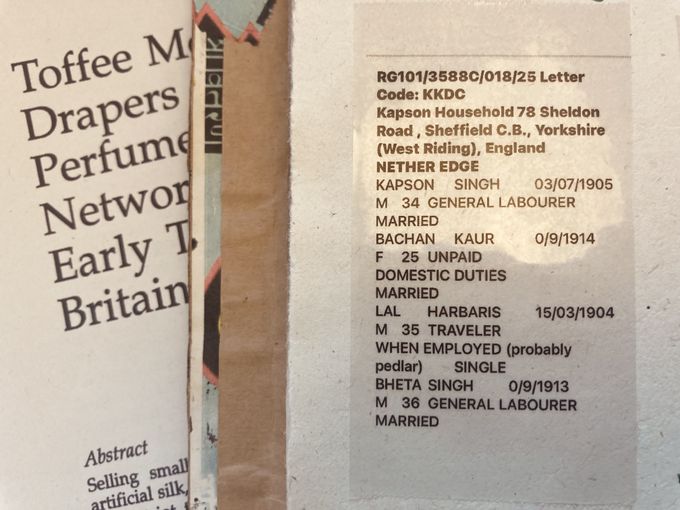 Toffee
Drapers
Perfume
Networ
Early
Britain
Abstract
Selling small
artificial silk,
RG101/3588C/018/25 Letter
Code: KKDC
Kapson Household 78 Sheldon
Road , Sheffield C.B., Yorkshire
(West Riding), England
NETHER EDGE
KAPSON SINGH 03/07/1905
M 34 GENERAL LABOURER
MARRIED
BACHAN KAUR 0/9/1914
F 25 UNPAID
DOMESTIC DUTIES
MARRIED
LAL HARBARIS 15/03/1904
M 35 TRAVELER
WHEN EMPLOYED (probably
pedlar) SINGLE
BHETA SINGH 0/9/1913
M 36 GENERAL LABOURER
MARRIED